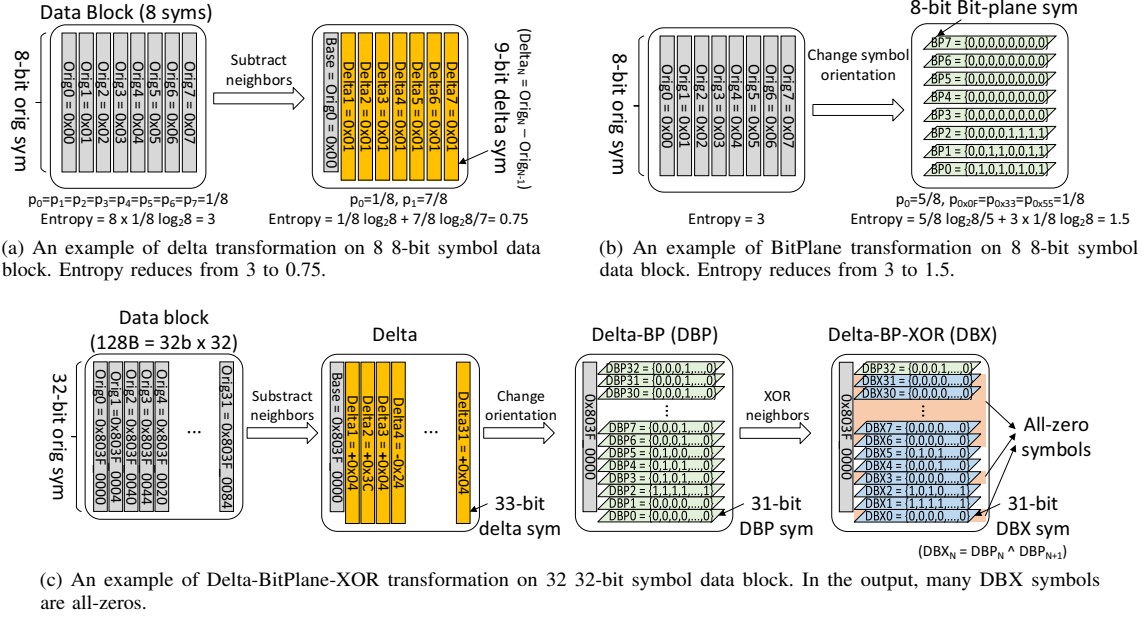 Data Block (8 syms)
8-bit orig sym
Orig0 = 0x00
Orig1 = 0x01
Orig2 = 0x02
Orig3 = 0x03
Orig4 = 0x04
Orig5 = 0x05
Orig6 = 0x06
Orig7 = 0x07
Subtract
neighbors
Base = Orig0 = 0x00
Delta1 = 0x01
Delta2 = 0x01
Delta3 = 0x01
Delta4 = 0x01
Delta5 = 0x01
Delta6 = 0x01
Delta7 = 0x01
9-bit delta sym
(Delta_N = Orig_N − Orig_N-1)
p0=p1=p2=p3=p4=p5=p6=p7=1/8
Entropy = 8 x 1/8 log28 = 3
p0=1/8, p1=7/8
Entropy = 1/8 log28 + 7/8 log28/7= 0.75
(a) An example of delta transformation on 8 8-bit symbol data
block. Entropy reduces from 3 to 0.75.
8-bit orig sym
Orig0 = 0x00
Orig1 = 0x01
Orig2 = 0x02
Orig3 = 0x03
Orig4 = 0x04
Orig5 = 0x05
Orig6 = 0x06
Orig7 = 0x07
Change symbol
orientation
8-bit Bit-plane sym
BP7 = {0,0,0,0,0,0,0,0}
BP6 = {0,0,0,0,0,0,0,0}
BP5 = {0,0,0,0,0,0,0,0}
BP4 = {0,0,0,0,0,0,0,0}
BP3 = {0,0,0,0,0,0,0,0}
BP2 = {0,0,0,0,1,1,1,1}
BP1 = {0,0,1,1,0,0,1,1}
BP0 = {0,1,0,1,0,1,0,1}
Entropy = 3
p0=5/8, p0x0F=p0x33=p0x55=1/8
Entropy = 5/8 log28/5 + 3 x 1/8 log28 = 1.5
(b) An example of BitPlane transformation on 8 8-bit symbol
data block. Entropy reduces from 3 to 1.5.
Data block
(128B = 32b x 32)
32-bit orig sym
Orig0 = 0x803F_0000
Orig1 = 0x803F_0004
Orig2 = 0x803F_0040
Orig3 = 0x803F_0044
Orig4 = 0x803F_0020
...
Orig31 = 0x803F_0084
Substract
neighbors
Delta
Base = 0x803F_0000
Delta1 = +0x04
Delta2 = +0x3C
Delta3 = +0x04
Delta4 = -0x24
...
Delta31 = +0x04
33-bit
delta sym
Change
orientation
Delta-BP (DBP)
0x803F_0000
DBP32 = {0,0,0,1,...,0}
DBP31 = {0,0,0,1,...,0}
DBP30 = {0,0,0,1,...,0}
...
DBP7 = {0,0,0,1,...,0}
DBP6 = {0,0,0,1,...,0}
DBP5 = {0,1,0,0,...,0}
DBP4 = {0,1,0,1,...,0}
DBP3 = {0,1,0,1,...,0}
DBP2 = {1,1,1,1,...,1}
DBP1 = {0,0,0,0,...,0}
DBP0 = {0,0,0,0,...,0}
31-bit
DBP sym
XOR
neighbors
Delta-BP-XOR (DBX)
0x803F_0000
DBP32 = {0,0,0,1,...,0}
DBX31 = {0,0,0,0,...,0}
DBX30 = {0,0,0,0,...,0}
...
DBX7 = {0,0,0,0,...,0}
DBX6 = {0,0,0,0,...,0}
DBX5 = {0,1,0,1,...,0}
DBX4 = {0,0,0,1,...,0}
DBX3 = {0,0,0,0,...,0}
DBX2 = {1,0,1,0,...,1}
DBX1 = {1,1,1,1,...,1}
DBX0 = {0,0,0,0,...,0}
All-zero
symbols
31-bit
DBX sym
(DBX_N = DBP_N ^ DBP_N+1)
(c) An example of Delta-BitPlane-XOR transformation on 32 32-bit symbol data block. In the output, many DBX symbols
are all-zeros.